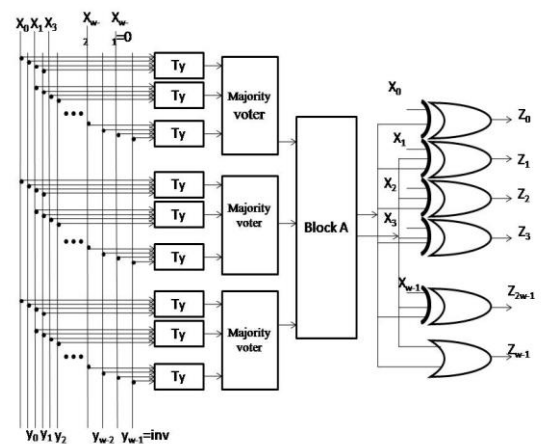 X0 X1 X3 Xw-2 Xw-1=0
Ty
Ty
Ty
Majority voter
Ty
Ty
Ty
Majority voter
Ty
Ty
Ty
Majority voter
Block A
X0
X1
X2
X3
Xw-1
Z0
Z1
Z2
Z3
Z2w-1
Zw-1
y0 y1 y2 yw-2 yw-1=inv